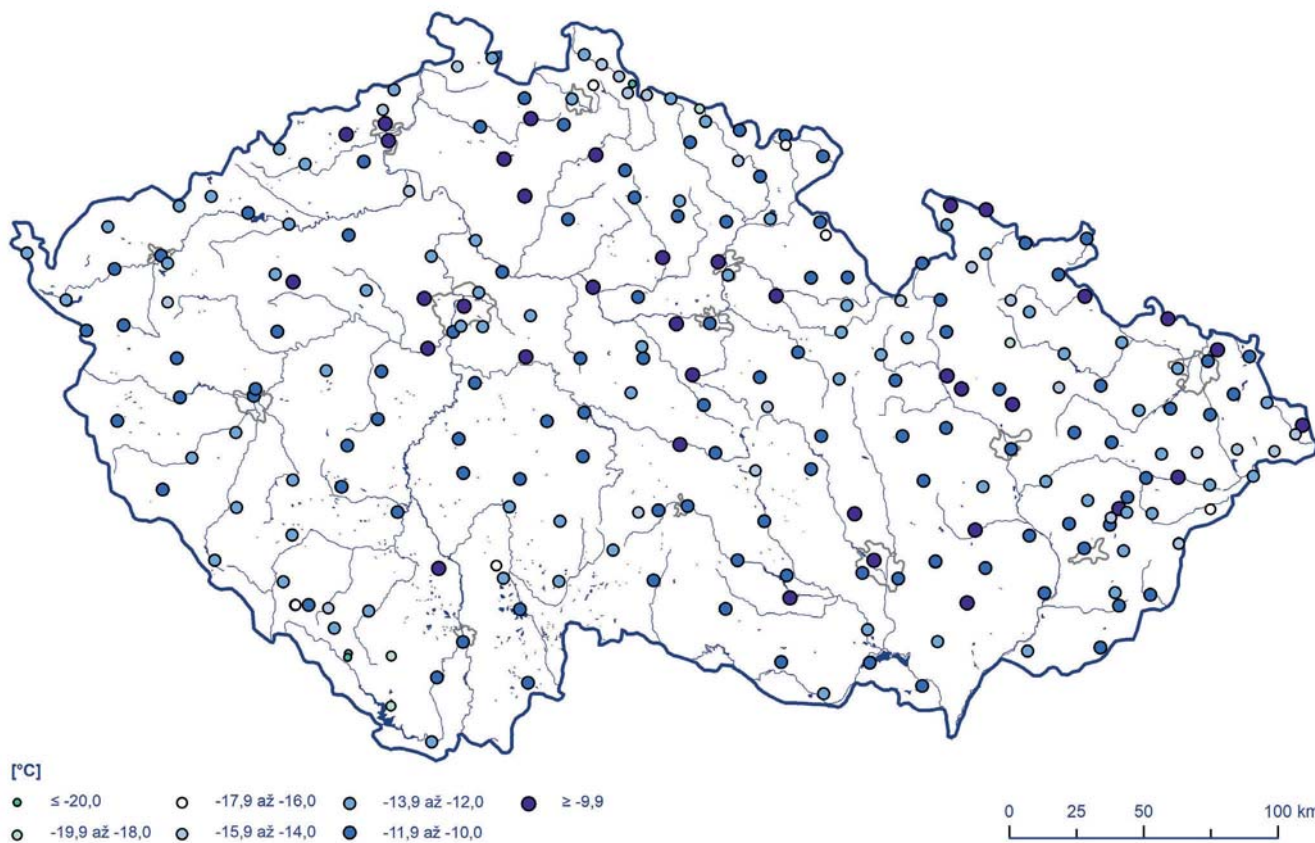 [°C]
≤ -20,0
-17,9 až -16,0
-13,9 až -12,0
≥ -9,9
-19,9 až -18,0
-15,9 až -14,0
-11,9 až -10,0
0 25 50 100 km